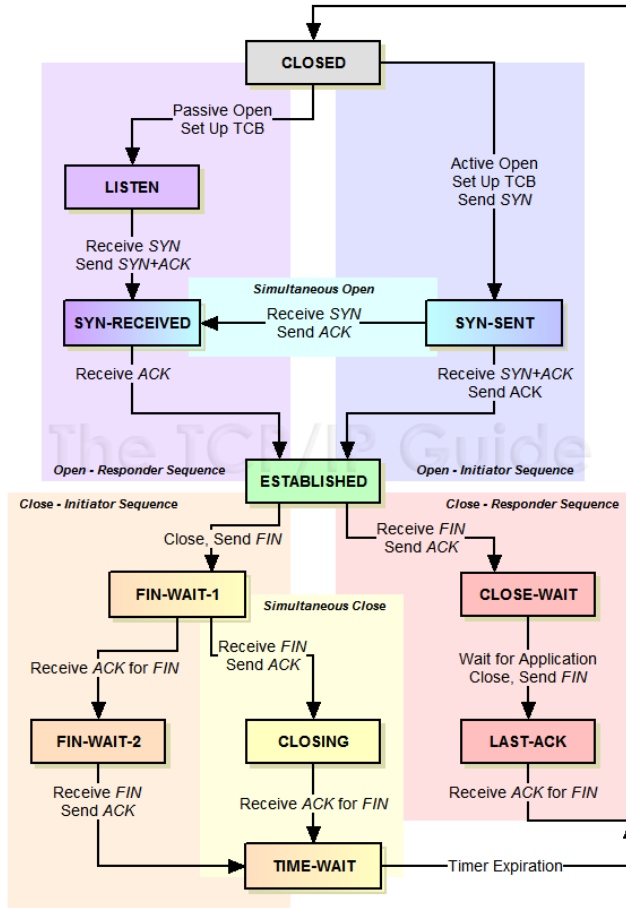 CLOSED
Passive Open
Set Up TCB
LISTEN
Active Open
Set Up TCB
Send SYN
Receive SYN
Send SYN+ACK
Simultaneous Open
SYN-RECEIVED
Receive SYN
Send ACK
SYN-SENT
Receive ACK
Receive SYN+ACK
Send ACK
The TCP/IP Guide
Open - Responder Sequence
Open - Initiator Sequence
ESTABLISHED
Close - Initiator Sequence
Close - Responder Sequence
Close, Send FIN
Receive FIN
Send ACK
FIN-WAIT-1
CLOSE-WAIT
Simultaneous Close
Receive ACK for FIN
Receive FIN
Send ACK
Wait for Application
Close, Send FIN
FIN-WAIT-2
CLOSING
LAST-ACK
Receive FIN
Send ACK
Receive ACK for FIN
Receive ACK for FIN
TIME-WAIT
Timer Expiration